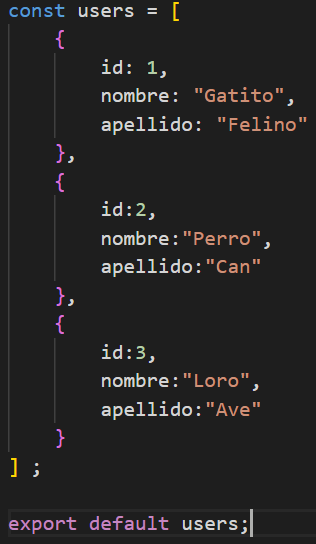 const users = [
    {
        id: 1,
        nombre: "Gatito",
        apellido: "Felino"
    },
    {
        id:2,
        nombre:"Perro",
        apellido:"Can"
    },
    {
        id:3,
        nombre:"Loro",
        apellido:"Ave"
    }
] ;
export default users;